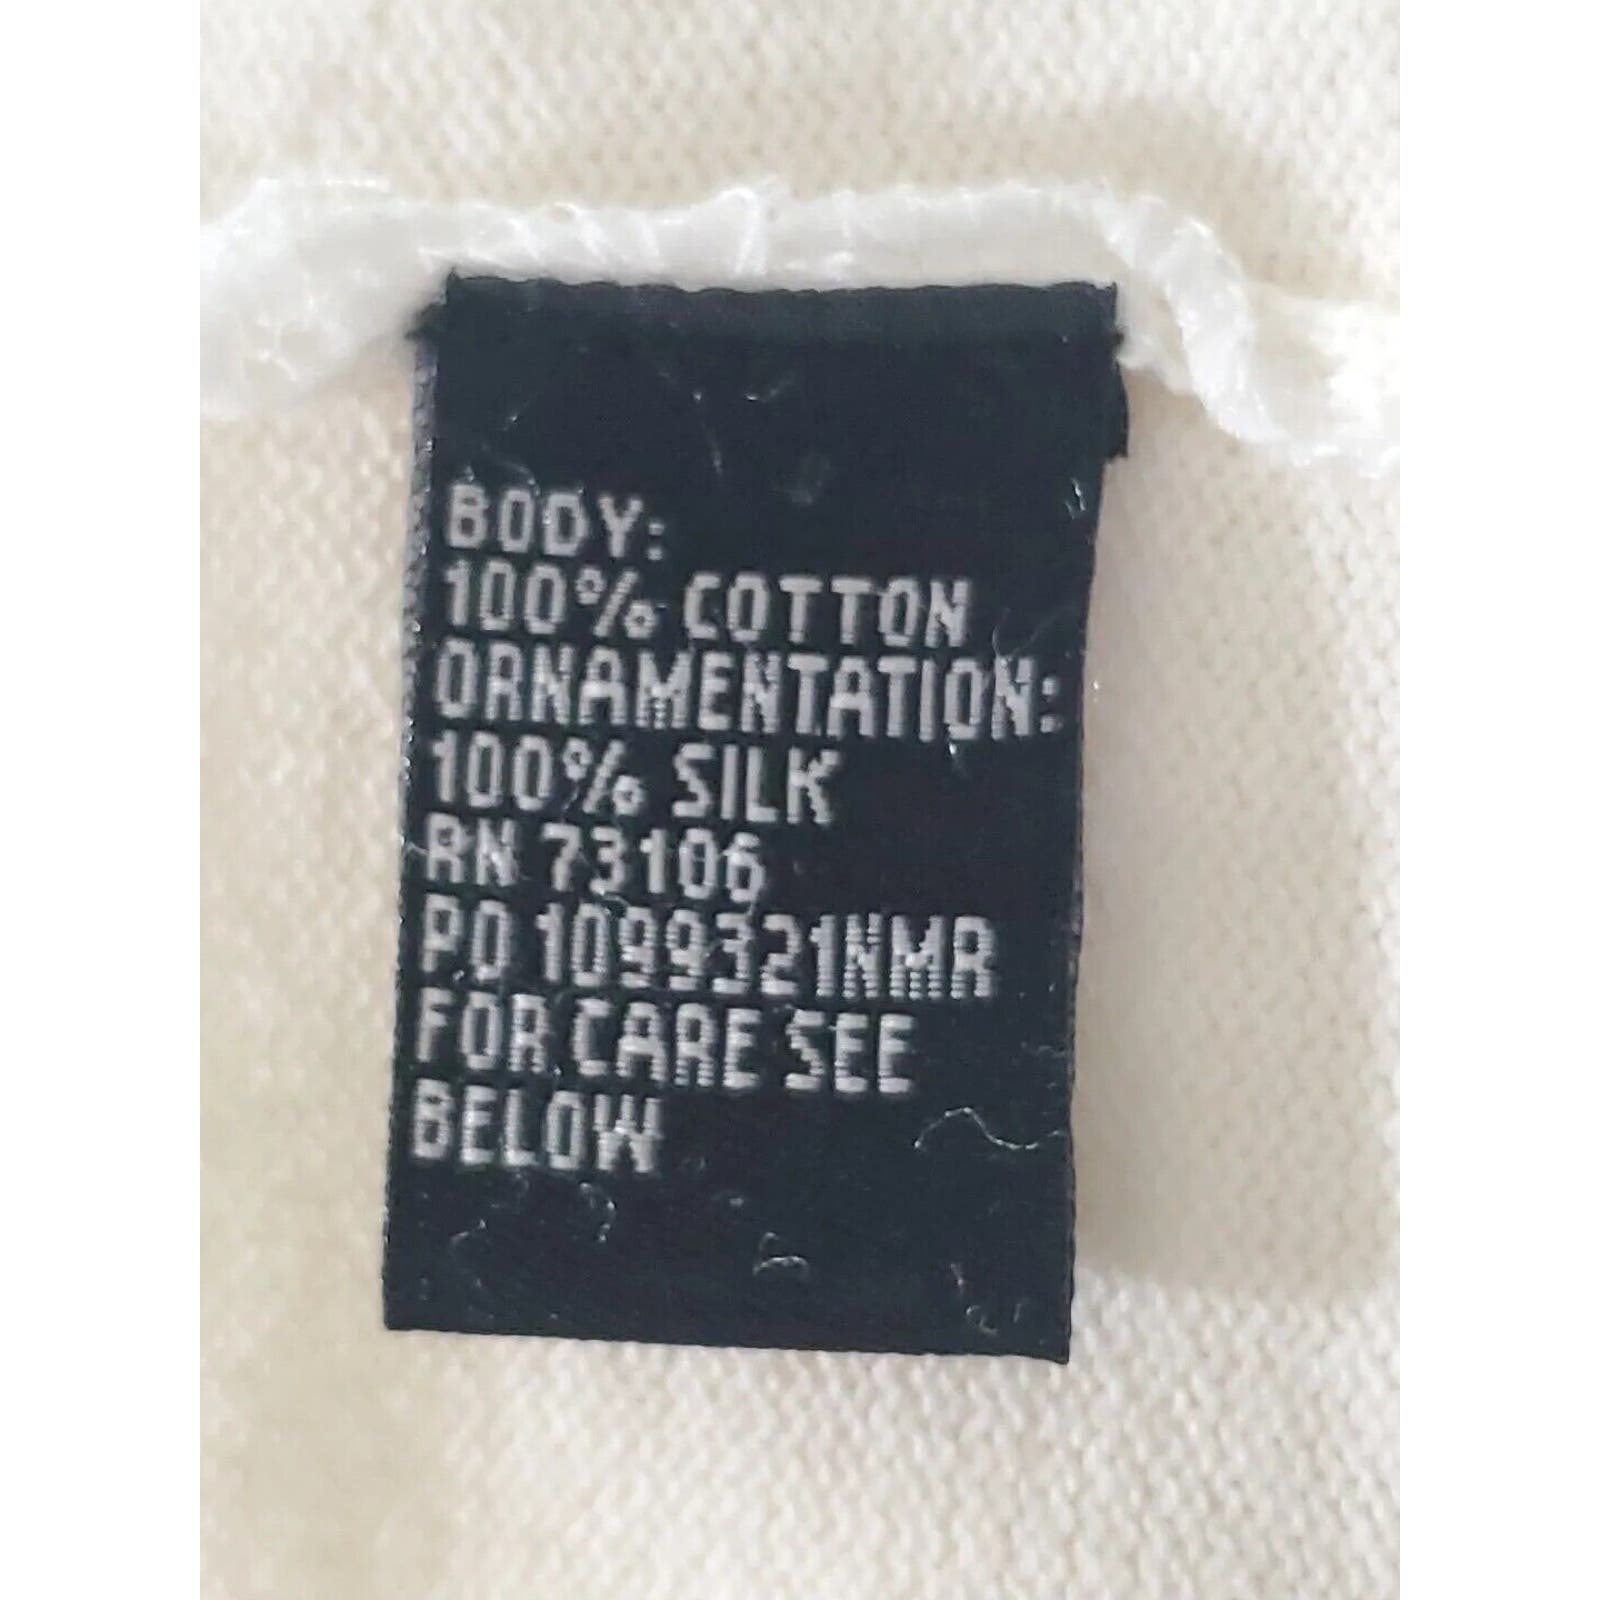 BODY:
100% COTTON
ORNAMENTATION:
100% SILK
RN 73106
PO 1099321NMR
FOR CARE SEE
BELOW